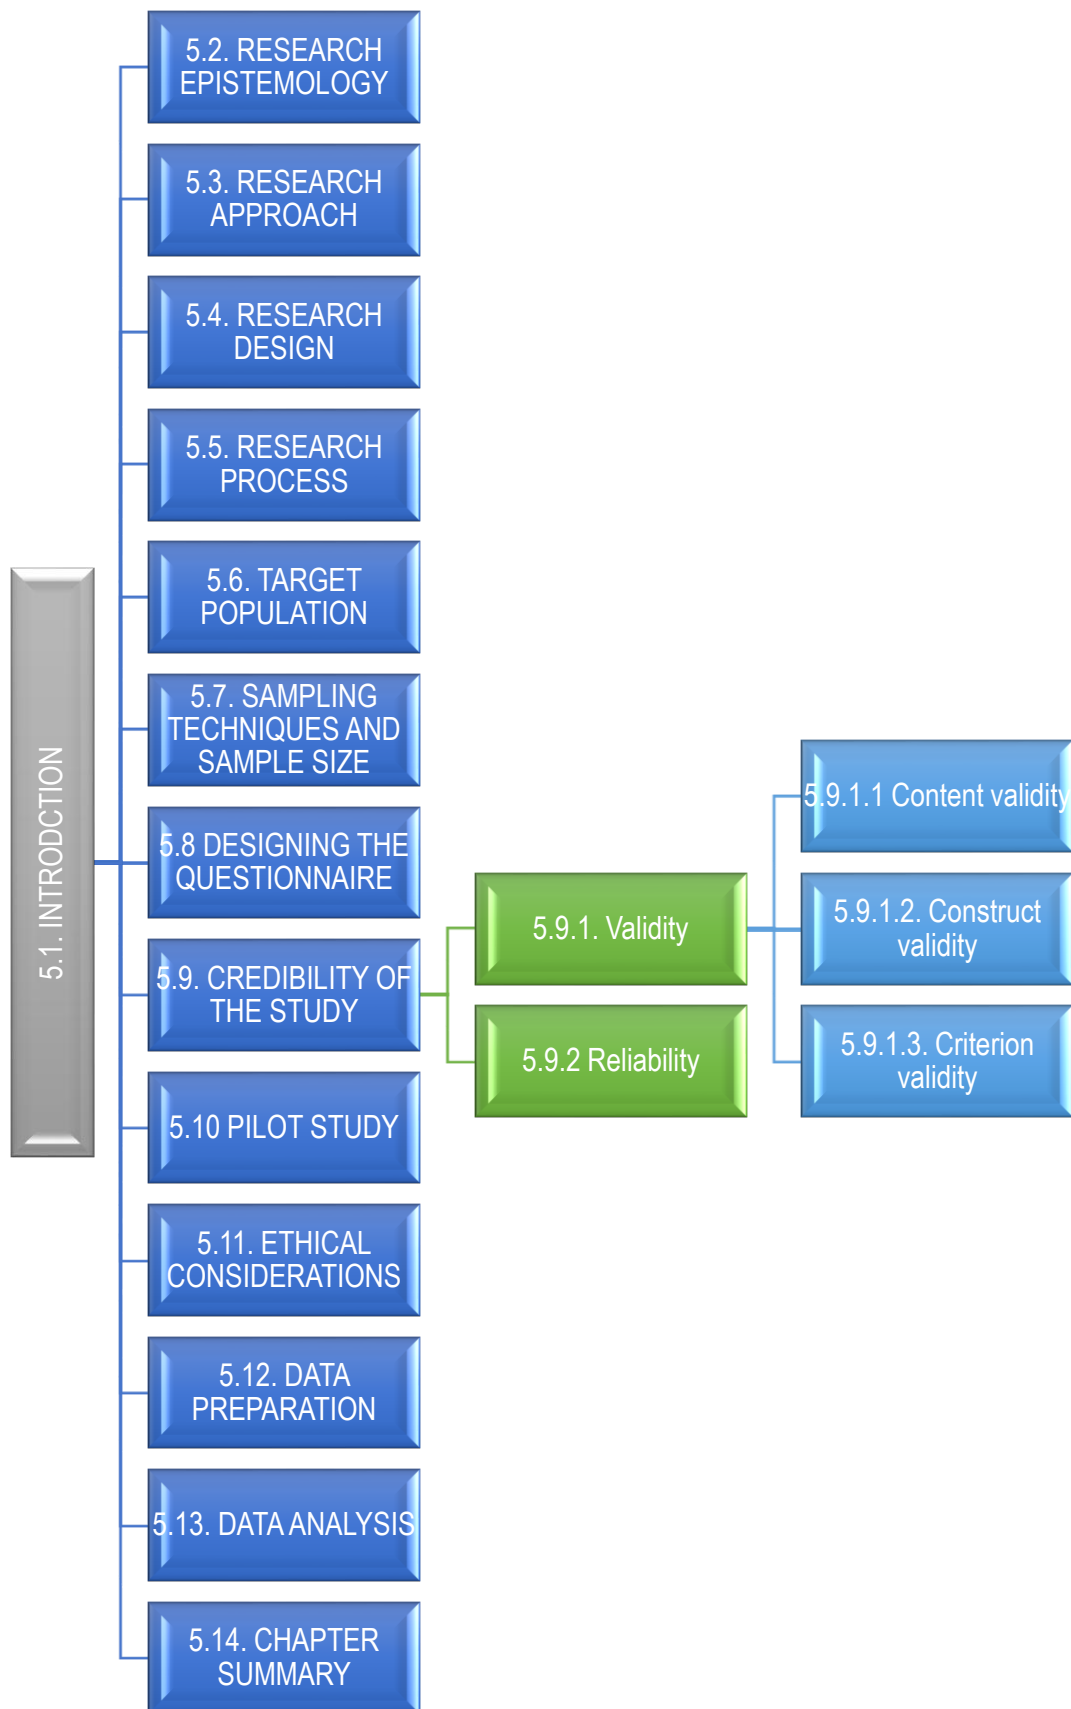 5.1. INTRODCTION
5.2. RESEARCH
EPISTEMOLOGY
5.3. RESEARCH
APPROACH
5.4. RESEARCH
DESIGN
5.5. RESEARCH
PROCESS
5.6. TARGET
POPULATION
5.7. SAMPLING
TECHNIQUES AND
SAMPLE SIZE
5.8 DESIGNING THE
QUESTIONNAIRE
5.9. CREDIBILITY OF
THE STUDY
5.9.1. Validity
5.9.1.1 Content validity
5.9.1.2. Construct
validity
5.9.1.3. Criterion
validity
5.9.2 Reliability
5.10 PILOT STUDY
5.11. ETHICAL
CONSIDERATIONS
5.12. DATA
PREPARATION
5.13. DATA ANALYSIS
5.14. CHAPTER
SUMMARY